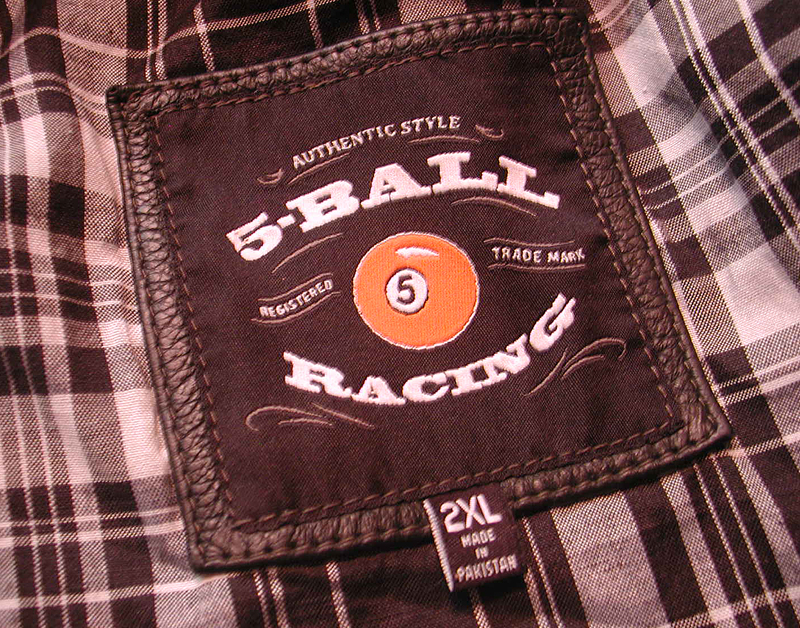 AUTHENTIC STYLE
5-BALL
TRADE MARK
REGISTERED
5
RACING
2XL
MADE
IN
PAKISTAN